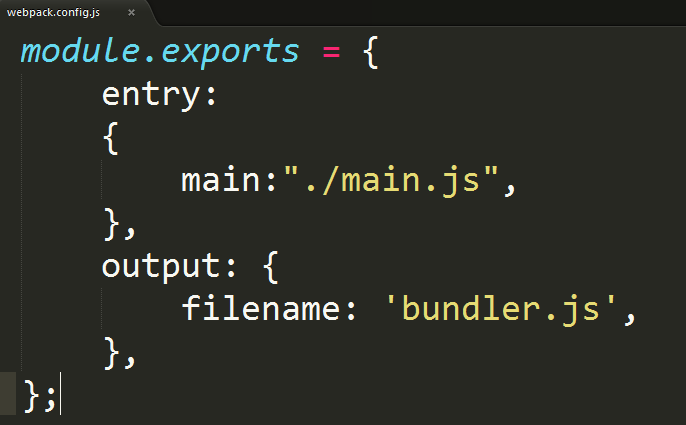 webpack.config.js ×
module.exports = {
    entry:
    {
        main:"./main.js",
    },
    output: {
        filename: 'bundler.js',
    },
};